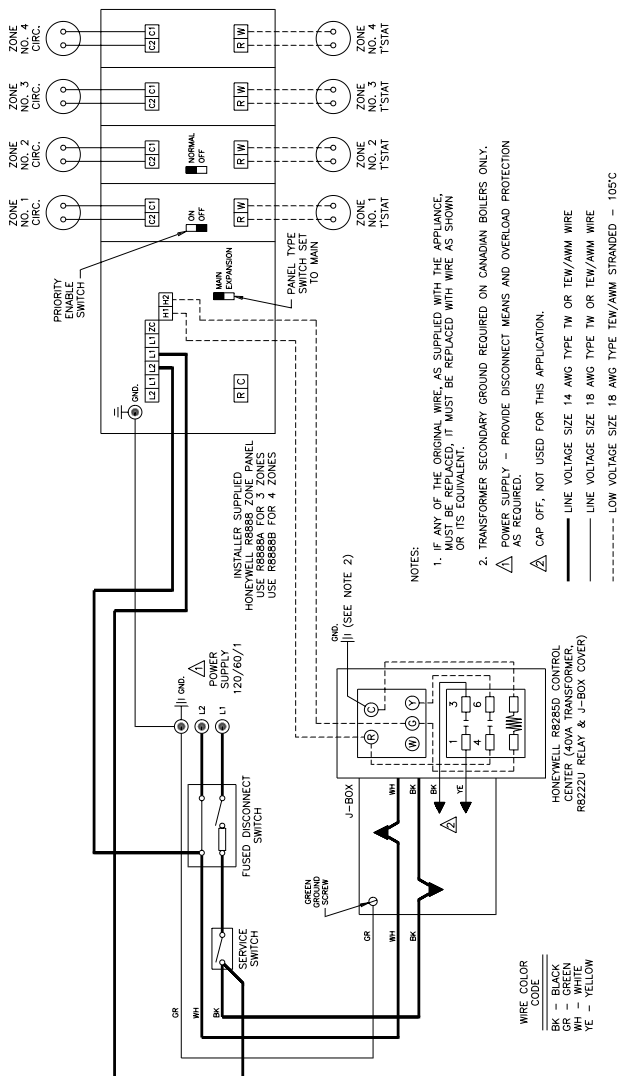 ZONE NO. 1 CIRC.
ZONE NO. 2 CIRC.
ZONE NO. 3 CIRC.
ZONE NO. 4 CIRC.
C2 C1
C2 C1
C2 C1
C2 C1
PRIORITY
ENABLE
SWITCH
ON
OFF
NORMAL
OFF
R W
R W
R W
R W
ZONE NO. 1 T'STAT
ZONE NO. 2 T'STAT
ZONE NO. 3 T'STAT
ZONE NO. 4 T'STAT
GND.
L2 L1 L2 L1 L1 ZC
H1 H2
MAIN
EXPANSION
PANEL TYPE
SWITCH SET
TO MAIN
R C
INSTALLER SUPPLIED
HONEYWELL R8888 ZONE PANEL
USE R8888A FOR 3 ZONES
USE R8888B FOR 4 ZONES
GND.
L2
L1
1
POWER
SUPPLY
120/60/1
FUSED DISCONNECT
SWITCH
SERVICE
SWITCH
GR
WH
BK
GREEN
GROUND
SCREW
GR
WH
BK
J-BOX
WH
BK
BK
YE
2
GND.
(SEE NOTE 2)
R C
W G Y
1 3
4 6
HONEYWELL R8285D CONTROL
CENTER (40VA TRANSFORMER,
R8222U RELAY & J-BOX COVER)
WIRE COLOR
CODE
BK - BLACK
GR - GREEN
WH - WHITE
YE - YELLOW
NOTES:
1. IF ANY OF THE ORIGINAL WIRE, AS SUPPLIED WITH THE APPLIANCE,
MUST BE REPLACED, IT MUST BE REPLACED WITH WIRE AS SHOWN
OR ITS EQUIVALENT.
2. TRANSFORMER SECONDARY GROUND REQUIRED ON CANADIAN BOILERS ONLY.
1 POWER SUPPLY - PROVIDE DISCONNECT MEANS AND OVERLOAD PROTECTION
AS REQUIRED.
2 CAP OFF, NOT USED FOR THIS APPLICATION.
LINE VOLTAGE SIZE 14 AWG TYPE TW OR TEW/AWM WIRE
LINE VOLTAGE SIZE 18 AWG TYPE TW OR TEW/AWM WIRE
LOW VOLTAGE SIZE 18 AWG TYPE TEW/AWM STRANDED - 105°C